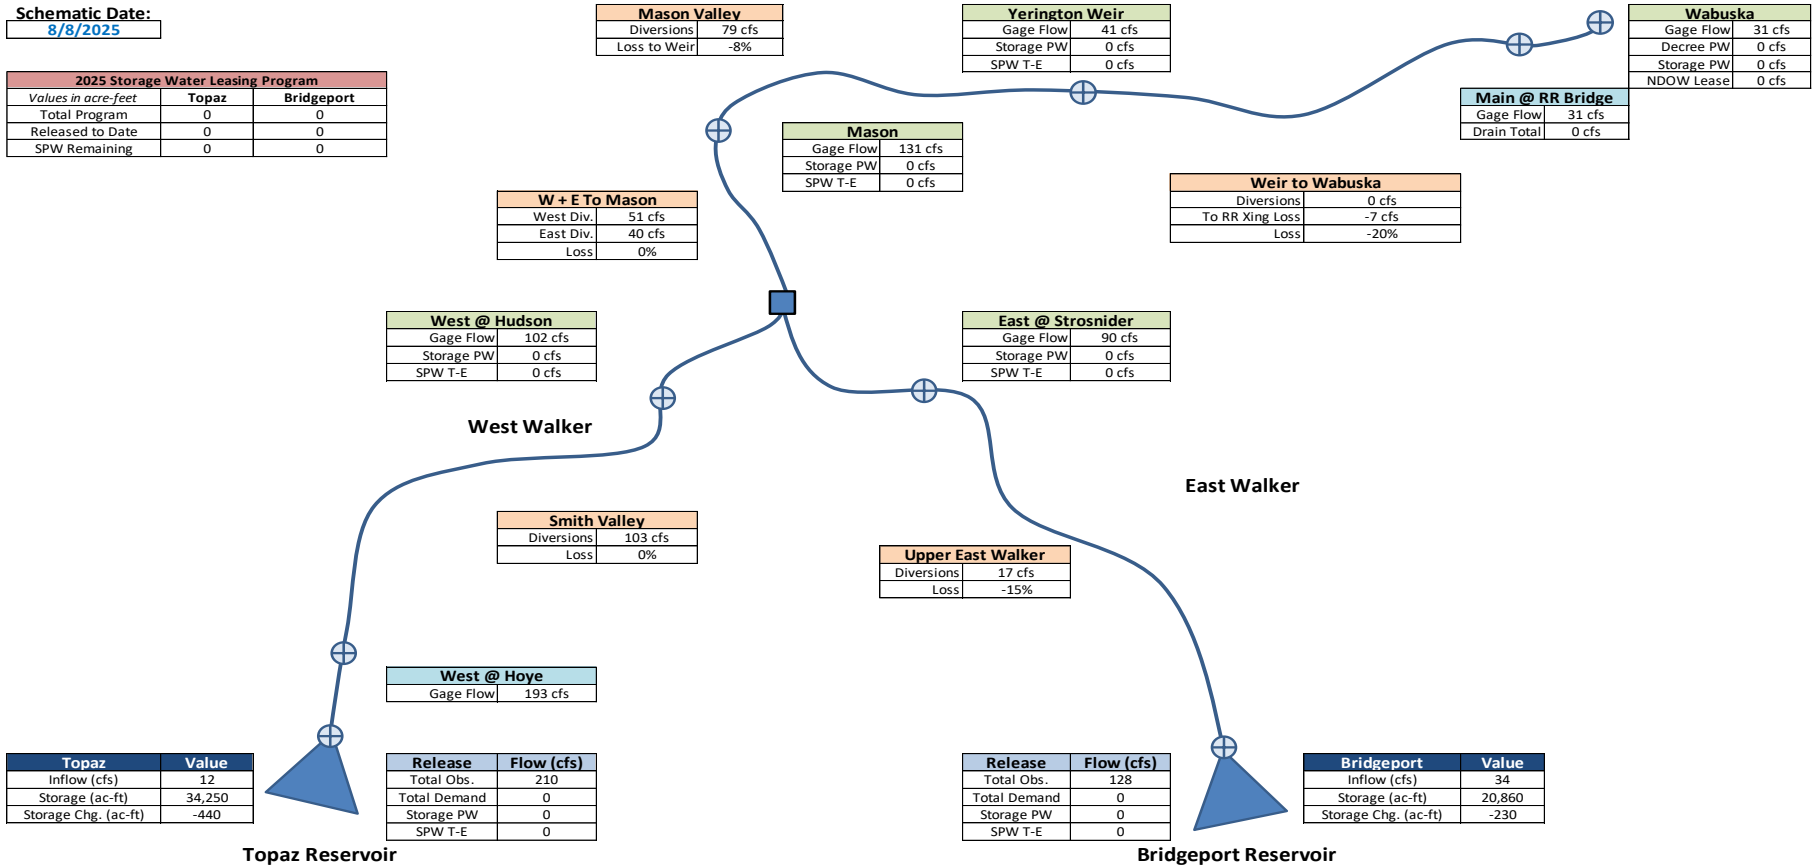 Schematic Date:
8/8/2025
2025 Storage Water Leasing Program
Values in acre-feet Topaz Bridgeport
Total Program 0 0
Released to Date 0 0
SPW Remaining 0 0
Mason Valley
Diversions 79 cfs
Loss to Weir -8%
Yerington Weir
Gage Flow 41 cfs
Storage PW 0 cfs
SPW T-E 0 cfs
Wabuska
Gage Flow 31 cfs
Decree PW 0 cfs
Storage PW 0 cfs
NDOW Lease 0 cfs
Main @ RR Bridge
Gage Flow 31 cfs
Drain Total 0 cfs
Mason
Gage Flow 131 cfs
Storage PW 0 cfs
SPW T-E 0 cfs
W + E To Mason
West Div. 51 cfs
East Div. 40 cfs
Loss 0%
Weir to Wabuska
Diversions 0 cfs
To RR Xing Loss -7 cfs
Loss -20%
West @ Hudson
Gage Flow 102 cfs
Storage PW 0 cfs
SPW T-E 0 cfs
East @ Strosnider
Gage Flow 90 cfs
Storage PW 0 cfs
SPW T-E 0 cfs
West Walker
East Walker
Smith Valley
Diversions 103 cfs
Loss 0%
Upper East Walker
Diversions 17 cfs
Loss -15%
West @ Hoye
Gage Flow 193 cfs
Topaz Value
Inflow (cfs) 12
Storage (ac-ft) 34,250
Storage Chg. (ac-ft) -440
Release Flow (cfs)
Total Obs. 210
Total Demand 0
Storage PW 0
SPW T-E 0
Release Flow (cfs)
Total Obs. 128
Total Demand 0
Storage PW 0
SPW T-E 0
Bridgeport Value
Inflow (cfs) 34
Storage (ac-ft) 20,860
Storage Chg. (ac-ft) -230
Topaz Reservoir
Bridgeport Reservoir